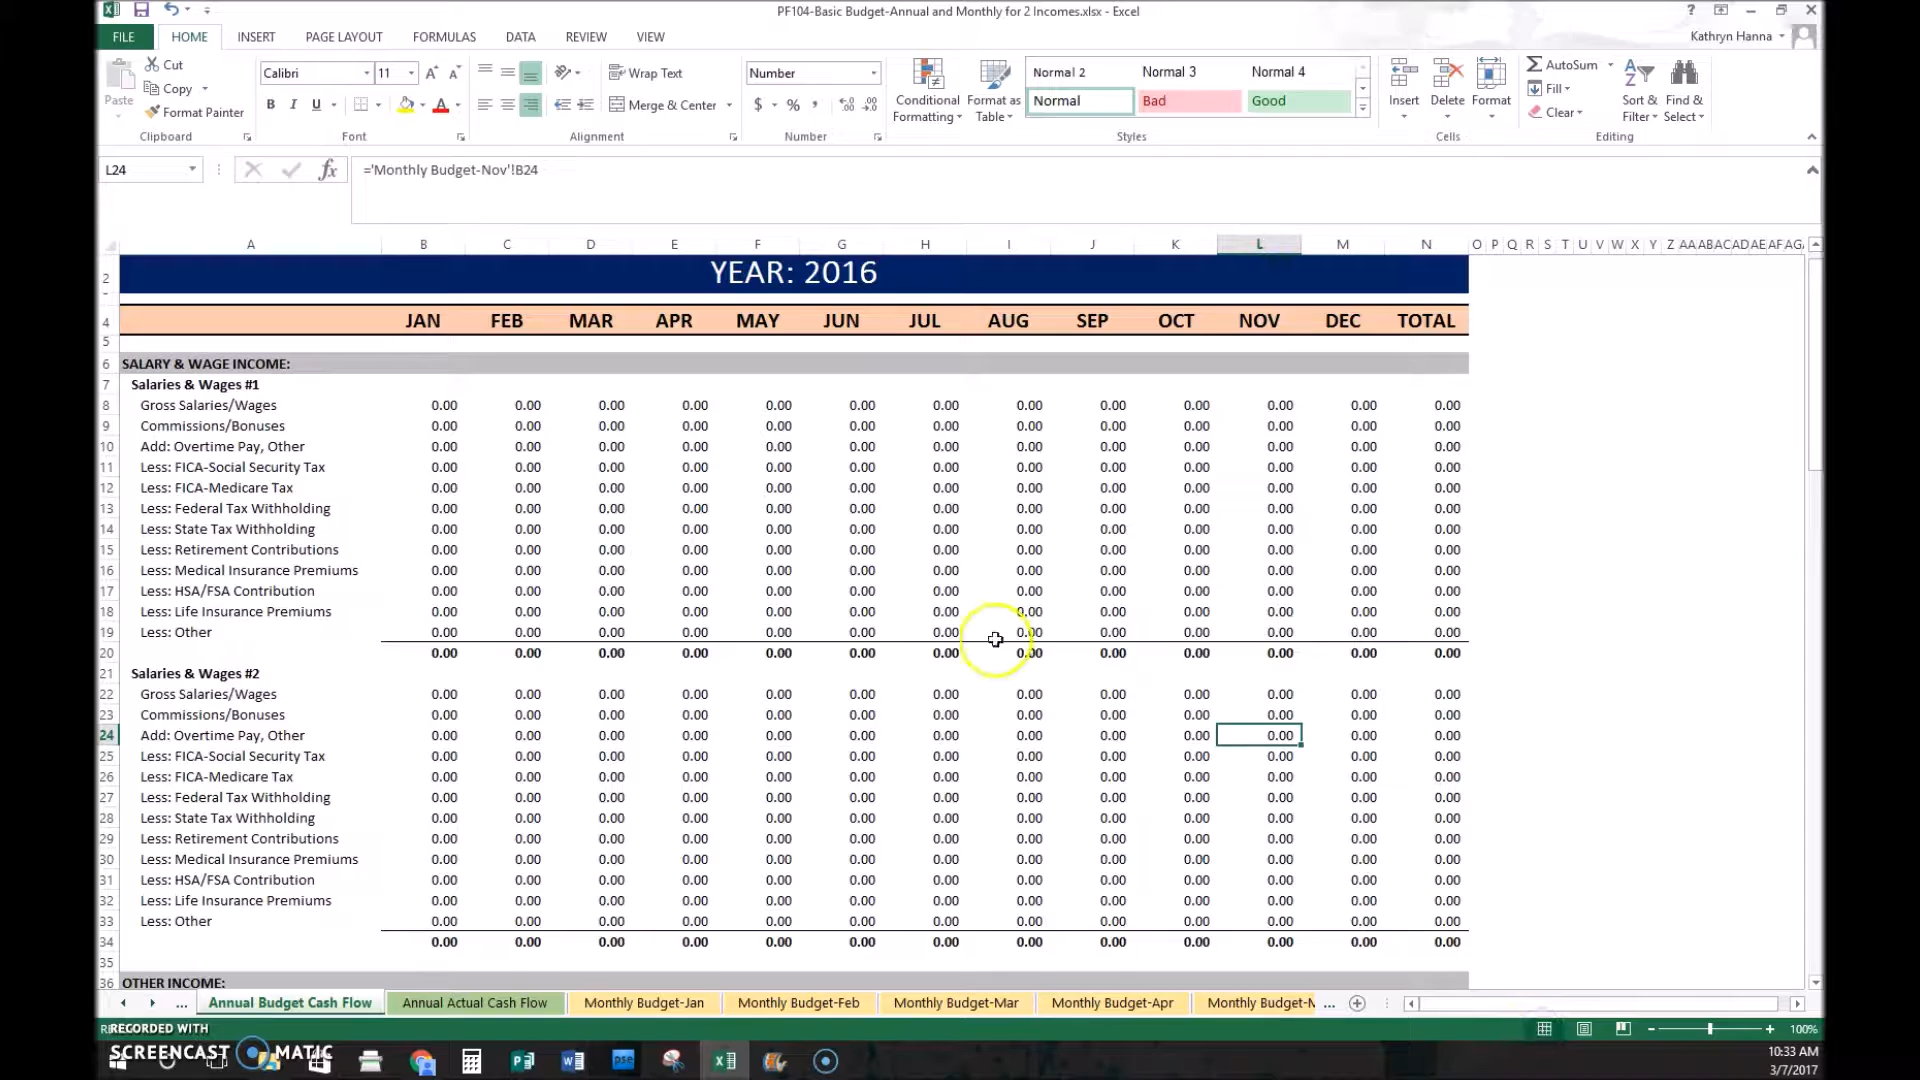 PF104-Basic Budget-Annual and Monthly for 2 Incomes.xlsx - Excel
FILE HOME INSERT PAGE LAYOUT FORMULAS DATA REVIEW VIEW Kathryn Hanna
Paste Cut Copy Format Painter
Calibri 11 B I U
Wrap Text Merge & Center
Number $ % ,
Conditional Formatting Format as Table
Normal 2 Normal 3 Normal 4
Normal Bad Good
Insert Delete Format
AutoSum Fill Clear Sort & Filter Find & Select
Clipboard Font Alignment Number Styles Cells Editing
L24 fx ='Monthly Budget-Nov'!B24
A B C D E F G H I J K L M N O P Q R S T U V W X Y Z AA AB AC AD AE AF AG
2 YEAR: 2016
4 JAN FEB MAR APR MAY JUN JUL AUG SEP OCT NOV DEC TOTAL
5
6 SALARY & WAGE INCOME:
7 Salaries & Wages #1
8 Gross Salaries/Wages 0.00 0.00 0.00 0.00 0.00 0.00 0.00 0.00 0.00 0.00 0.00 0.00 0.00
9 Commissions/Bonuses 0.00 0.00 0.00 0.00 0.00 0.00 0.00 0.00 0.00 0.00 0.00 0.00 0.00
10 Add: Overtime Pay, Other 0.00 0.00 0.00 0.00 0.00 0.00 0.00 0.00 0.00 0.00 0.00 0.00 0.00
11 Less: FICA-Social Security Tax 0.00 0.00 0.00 0.00 0.00 0.00 0.00 0.00 0.00 0.00 0.00 0.00 0.00
12 Less: FICA-Medicare Tax 0.00 0.00 0.00 0.00 0.00 0.00 0.00 0.00 0.00 0.00 0.00 0.00 0.00
13 Less: Federal Tax Withholding 0.00 0.00 0.00 0.00 0.00 0.00 0.00 0.00 0.00 0.00 0.00 0.00 0.00
14 Less: State Tax Withholding 0.00 0.00 0.00 0.00 0.00 0.00 0.00 0.00 0.00 0.00 0.00 0.00 0.00
15 Less: Retirement Contributions 0.00 0.00 0.00 0.00 0.00 0.00 0.00 0.00 0.00 0.00 0.00 0.00 0.00
16 Less: Medical Insurance Premiums 0.00 0.00 0.00 0.00 0.00 0.00 0.00 0.00 0.00 0.00 0.00 0.00 0.00
17 Less: HSA/FSA Contribution 0.00 0.00 0.00 0.00 0.00 0.00 0.00 0.00 0.00 0.00 0.00 0.00 0.00
18 Less: Life Insurance Premiums 0.00 0.00 0.00 0.00 0.00 0.00 0.00 0.00 0.00 0.00 0.00 0.00 0.00
19 Less: Other 0.00 0.00 0.00 0.00 0.00 0.00 0.00 0.00 0.00 0.00 0.00 0.00 0.00
20 0.00 0.00 0.00 0.00 0.00 0.00 0.00 0.00 0.00 0.00 0.00 0.00 0.00
21 Salaries & Wages #2
22 Gross Salaries/Wages 0.00 0.00 0.00 0.00 0.00 0.00 0.00 0.00 0.00 0.00 0.00 0.00 0.00
23 Commissions/Bonuses 0.00 0.00 0.00 0.00 0.00 0.00 0.00 0.00 0.00 0.00 0.00 0.00 0.00
24 Add: Overtime Pay, Other 0.00 0.00 0.00 0.00 0.00 0.00 0.00 0.00 0.00 0.00 0.00 0.00 0.00
25 Less: FICA-Social Security Tax 0.00 0.00 0.00 0.00 0.00 0.00 0.00 0.00 0.00 0.00 0.00 0.00 0.00
26 Less: FICA-Medicare Tax 0.00 0.00 0.00 0.00 0.00 0.00 0.00 0.00 0.00 0.00 0.00 0.00 0.00
27 Less: Federal Tax Withholding 0.00 0.00 0.00 0.00 0.00 0.00 0.00 0.00 0.00 0.00 0.00 0.00 0.00
28 Less: State Tax Withholding 0.00 0.00 0.00 0.00 0.00 0.00 0.00 0.00 0.00 0.00 0.00 0.00 0.00
29 Less: Retirement Contributions 0.00 0.00 0.00 0.00 0.00 0.00 0.00 0.00 0.00 0.00 0.00 0.00 0.00
30 Less: Medical Insurance Premiums 0.00 0.00 0.00 0.00 0.00 0.00 0.00 0.00 0.00 0.00 0.00 0.00 0.00
31 Less: HSA/FSA Contribution 0.00 0.00 0.00 0.00 0.00 0.00 0.00 0.00 0.00 0.00 0.00 0.00 0.00
32 Less: Life Insurance Premiums 0.00 0.00 0.00 0.00 0.00 0.00 0.00 0.00 0.00 0.00 0.00 0.00 0.00
33 Less: Other 0.00 0.00 0.00 0.00 0.00 0.00 0.00 0.00 0.00 0.00 0.00 0.00 0.00
34 0.00 0.00 0.00 0.00 0.00 0.00 0.00 0.00 0.00 0.00 0.00 0.00 0.00
35
36 OTHER INCOME:
... Annual Budget Cash Flow Annual Actual Cash Flow Monthly Budget-Jan Monthly Budget-Feb Monthly Budget-Mar Monthly Budget-Apr Monthly Budget-M ...
RECORDED WITH 100%
SCREENCAST MATIC pse
10:33 AM
3/7/2017